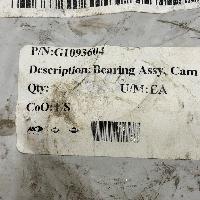 P/N:G1093604
Description:Bearing Assy, Cam
Qty: U/M:EA
CoO:US